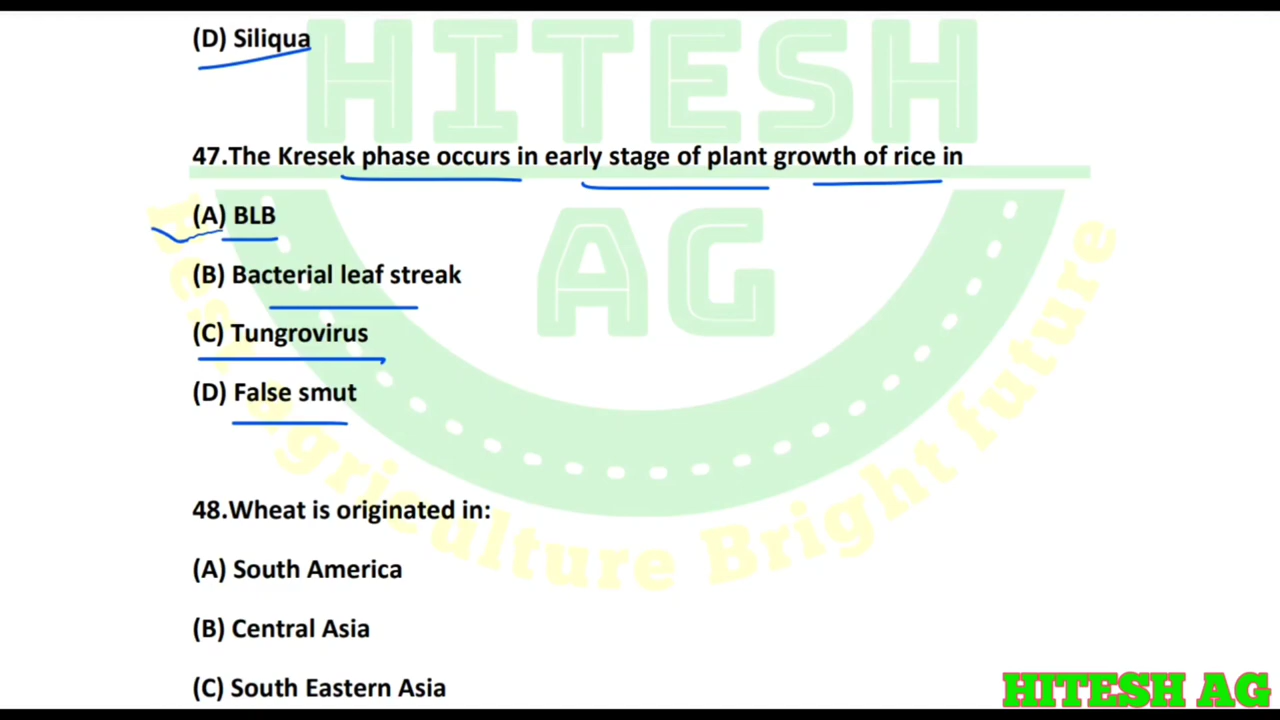 (D) Siliqua
HITESH
47.The Kresek phase occurs in early stage of plant growth of rice in
(A) BLB
AG
(B) Bacterial leaf streak
(C) Tungrovirus
(D) False smut
Best agriculture Bright future
48.Wheat is originated in:
(A) South America
(B) Central Asia
(C) South Eastern Asia
HITESH AG